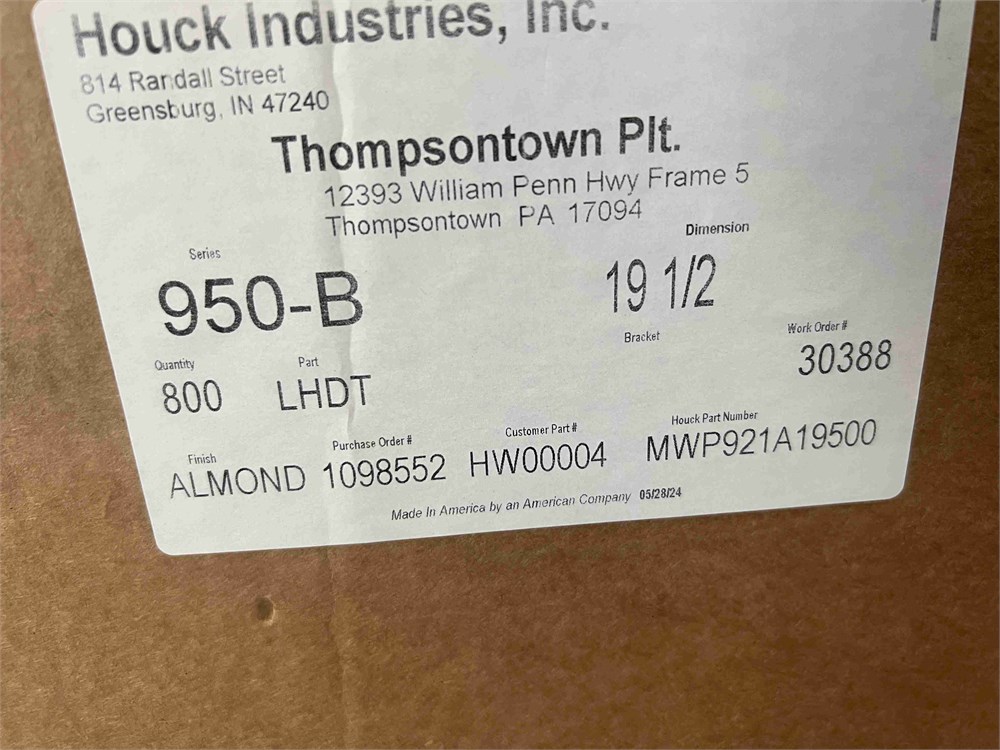 Houck Industries, Inc.
814 Randall Street
Greensburg, IN 47240
Thompsontown Plt.
12393 William Penn Hwy Frame 5
Thompsontown PA 17094
Series Dimension
950-B 19 1/2
Quantity Part Bracket Work Order #
800 LHDT 30388
Finish Purchase Order # Customer Part # Houck Part Number
ALMOND 1098552 HW00004 MWP921A19500
Made In America by an American Company 05/28/24